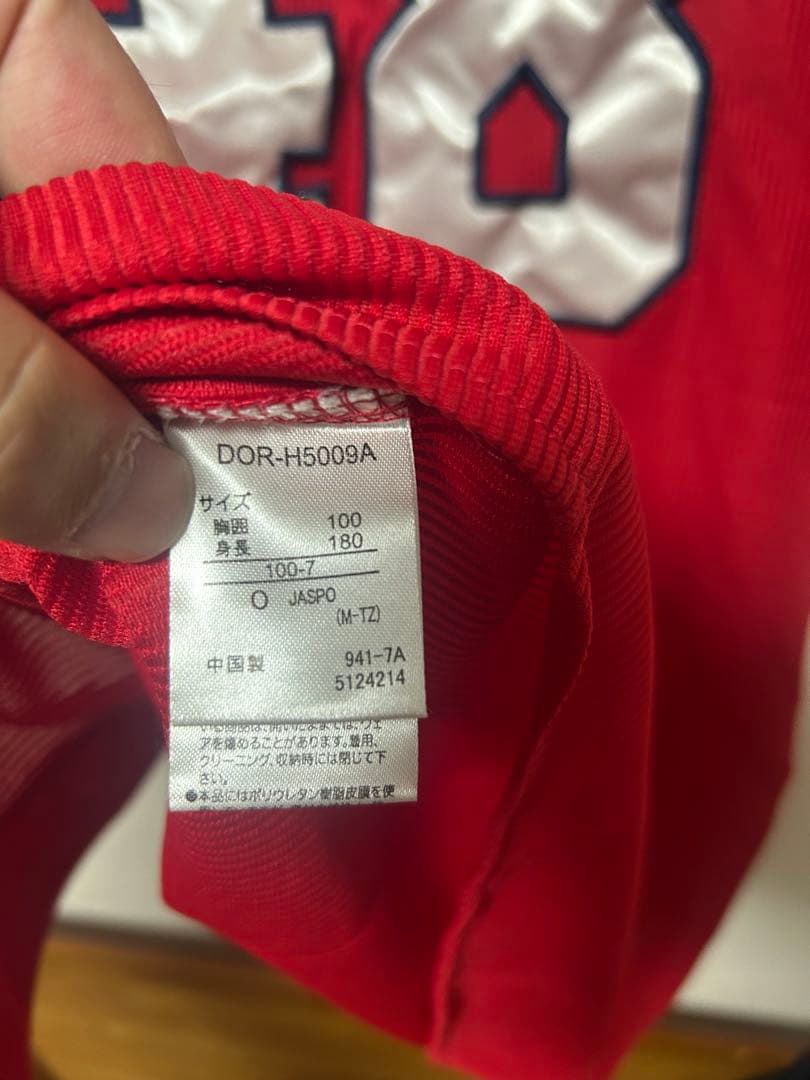 48
DOR-H5009A
サイズ
胸囲 100
身長 180
100-7
O JASPO
(M-TZ)
中国製 941-7A
5124214
アを傷めることがあります。着用、
クリーニング、収納時には閉じて下
さい。
●本品にはポリウレタン樹脂皮膜を使